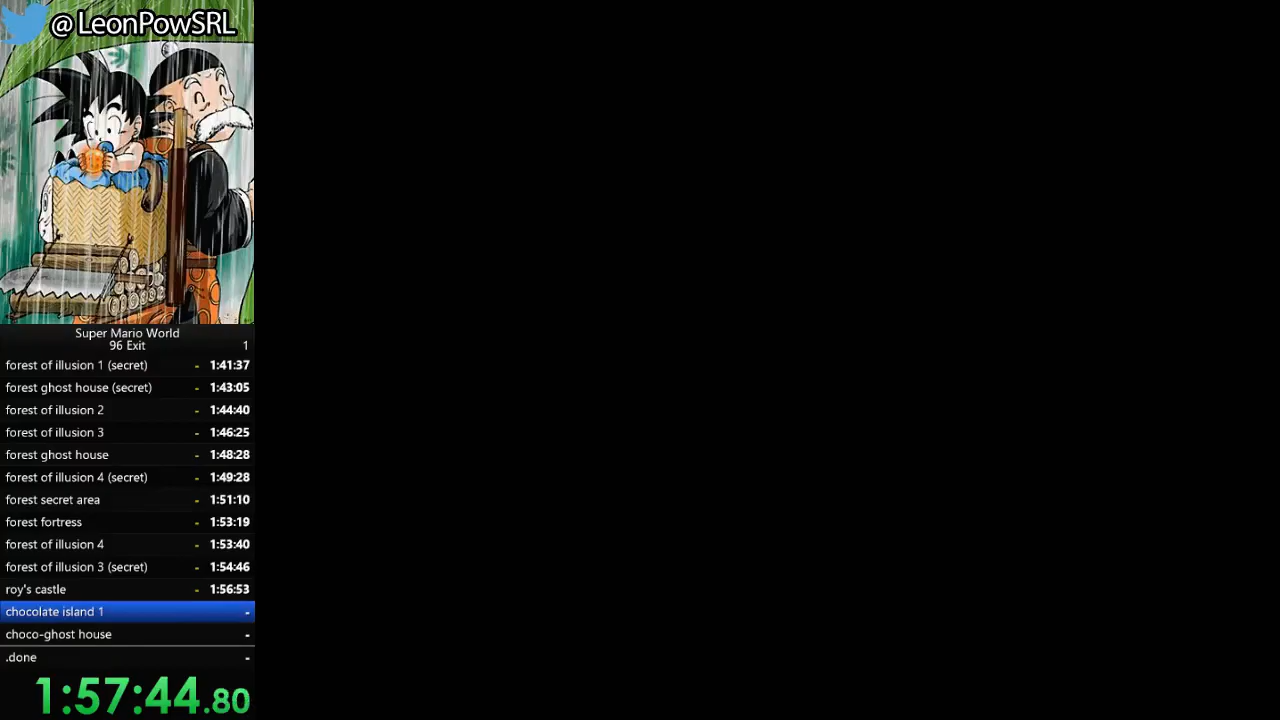 @LeonPowSRL
Super Mario World
96 Exit 1
forest of illusion 1 (secret) - 1:41:37
forest ghost house (secret) - 1:43:05
forest of illusion 2 - 1:44:40
forest of illusion 3 - 1:46:25
forest ghost house - 1:48:28
forest of illusion 4 (secret) - 1:49:28
forest secret area - 1:51:10
forest fortress - 1:53:19
forest of illusion 4 - 1:53:40
forest of illusion 3 (secret) - 1:54:46
roy's castle - 1:56:53
chocolate island 1 -
choco-ghost house -
.done -
1:57:44.80